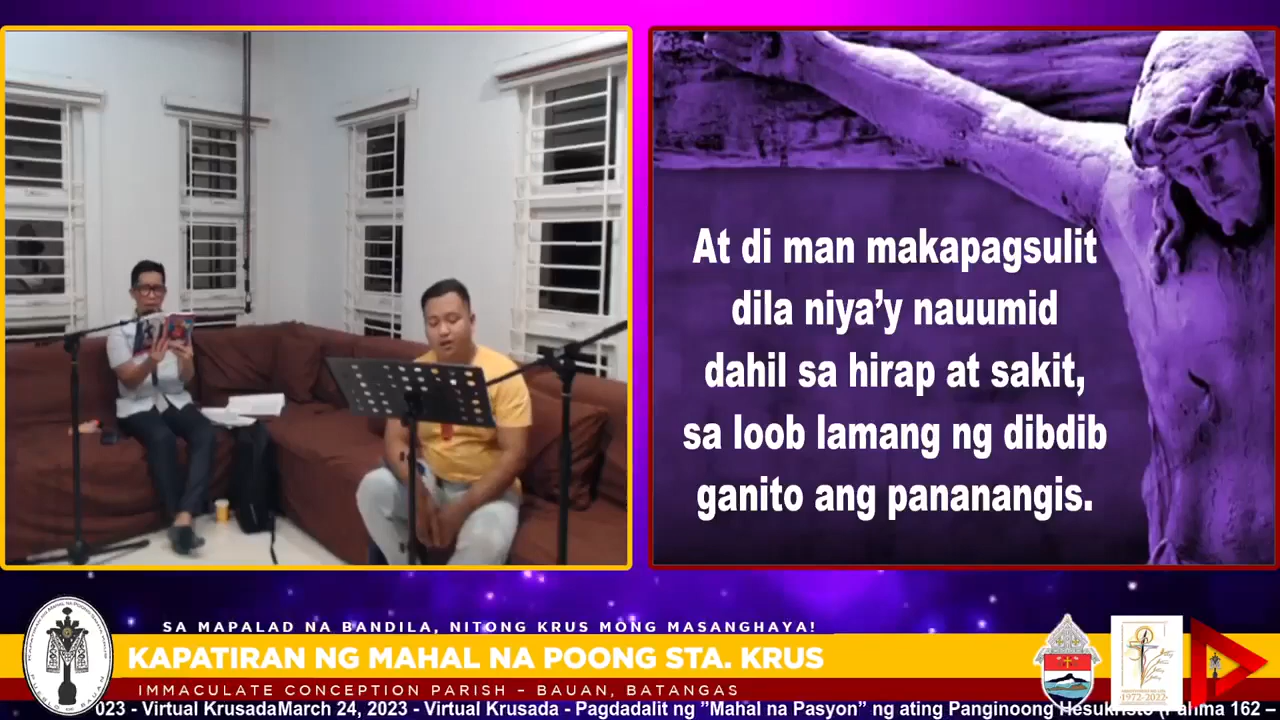 At di man makapagsulit
dila niya’y nauumid
dahil sa hirap at sakit,
sa loob lamang ng dibdib
ganito ang pananangis.
SA MAPALAD NA BANDILA, NITONG KRUS MONG MASANGHAYA!
KAPATIRAN NG MAHAL NA POONG STA. KRUS
IMMACULATE CONCEPTION PARISH – BAUAN, BATANGAS
1972-2022
023 - Virtual KrusadaMarch 24, 2023 - Virtual Krusada - Pagdadalit ng ”Mahal na Pasyon” ng ating Panginoong Hesukristo (Pahina 162 –